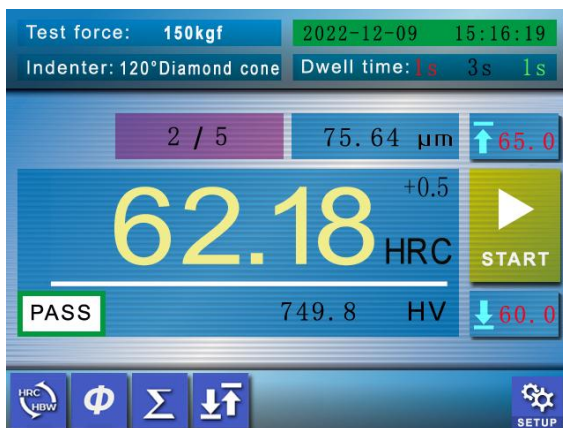 Test force: 150kgf 2022-12-09 15:16:19
Indenter: 120°Diamond cone Dwell time: 1s 3s 1s
2 / 5 75.64 μm 65.0
62.18 +0.5 HRC
START
PASS 749.8 HV 60.0
HRC
HBW
Φ Σ
SETUP